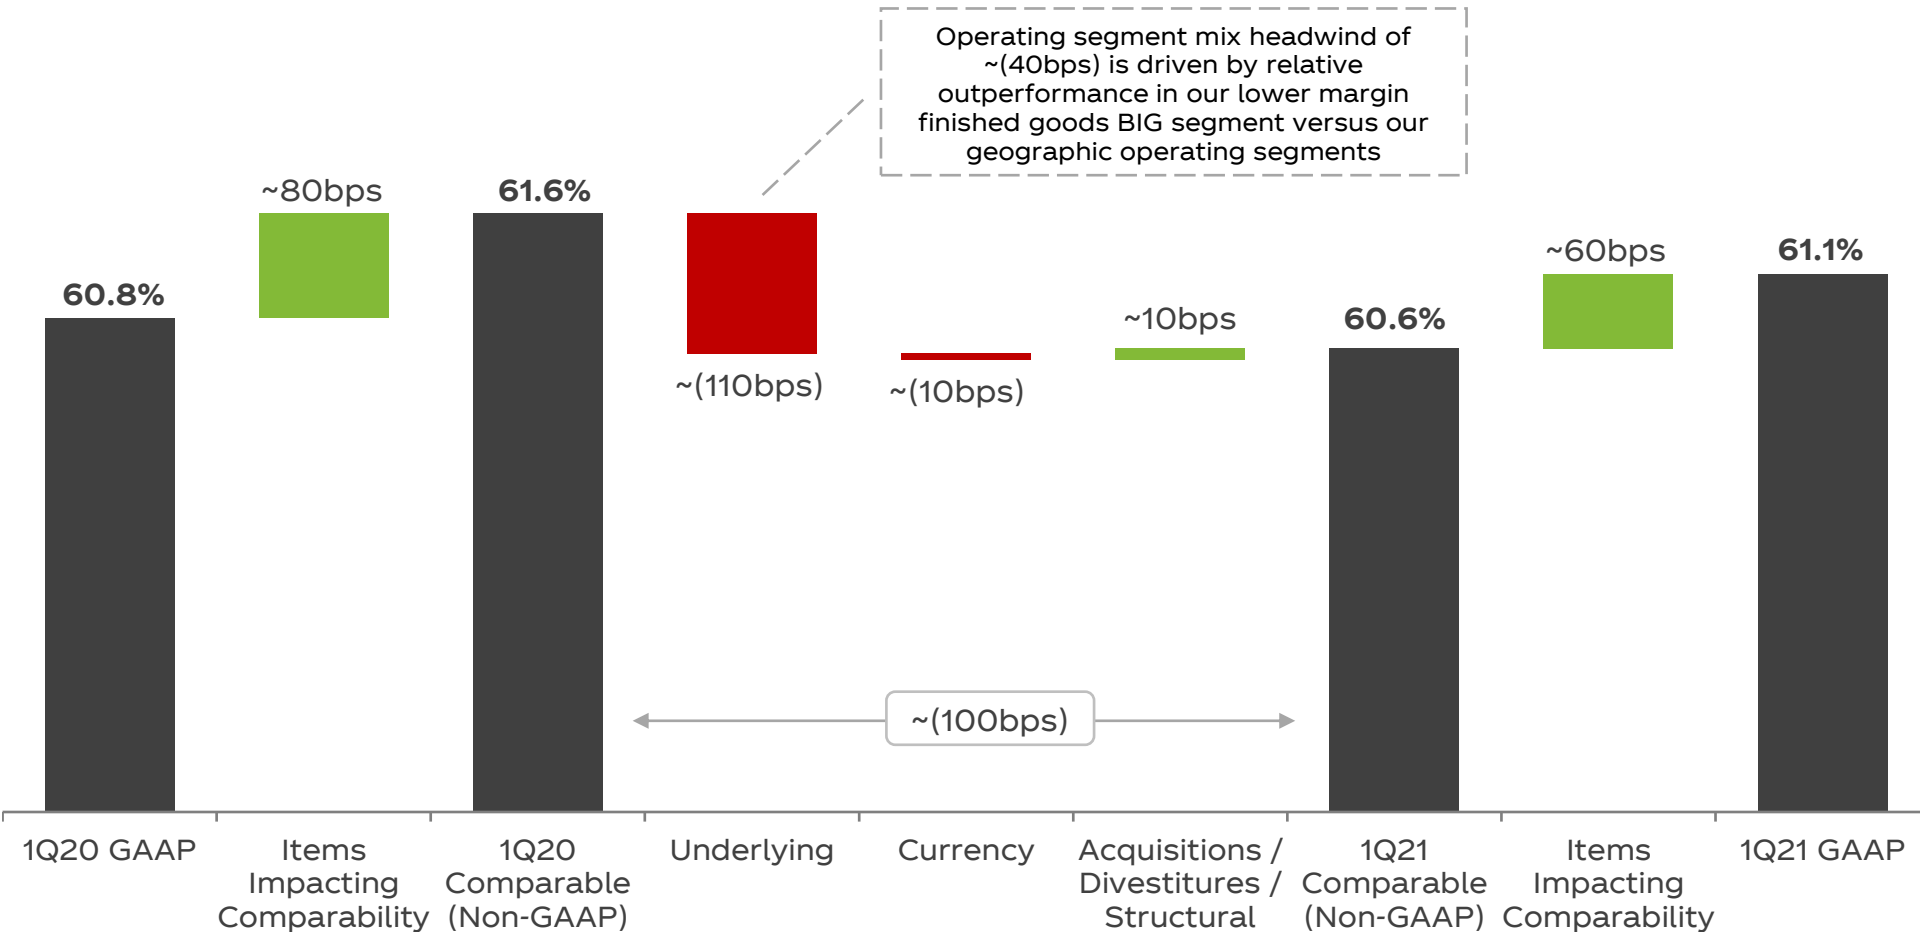 Operating segment mix headwind of
~(40bps) is driven by relative
outperformance in our lower margin
finished goods BIG segment versus our
geographic operating segments
60.8%
~80bps
61.6%
~(110bps)
~(10bps)
~10bps
60.6%
~60bps
61.1%
~(100bps)
1Q20 GAAP
Items
Impacting
Comparability
1Q20
Comparable
(Non-GAAP)
Underlying
Currency
Acquisitions /
Divestitures /
Structural
1Q21
Comparable
(Non-GAAP)
Items
Impacting
Comparability
1Q21 GAAP